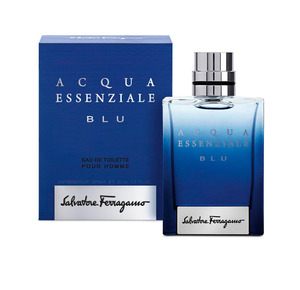 ACQUA
ESSENZIALE
BLU
EAU DE TOILETTE
POUR HOMME
Salvatore Ferragamo
ACQUA
ESSENZIALE
BLU
Salvatore Ferragamo